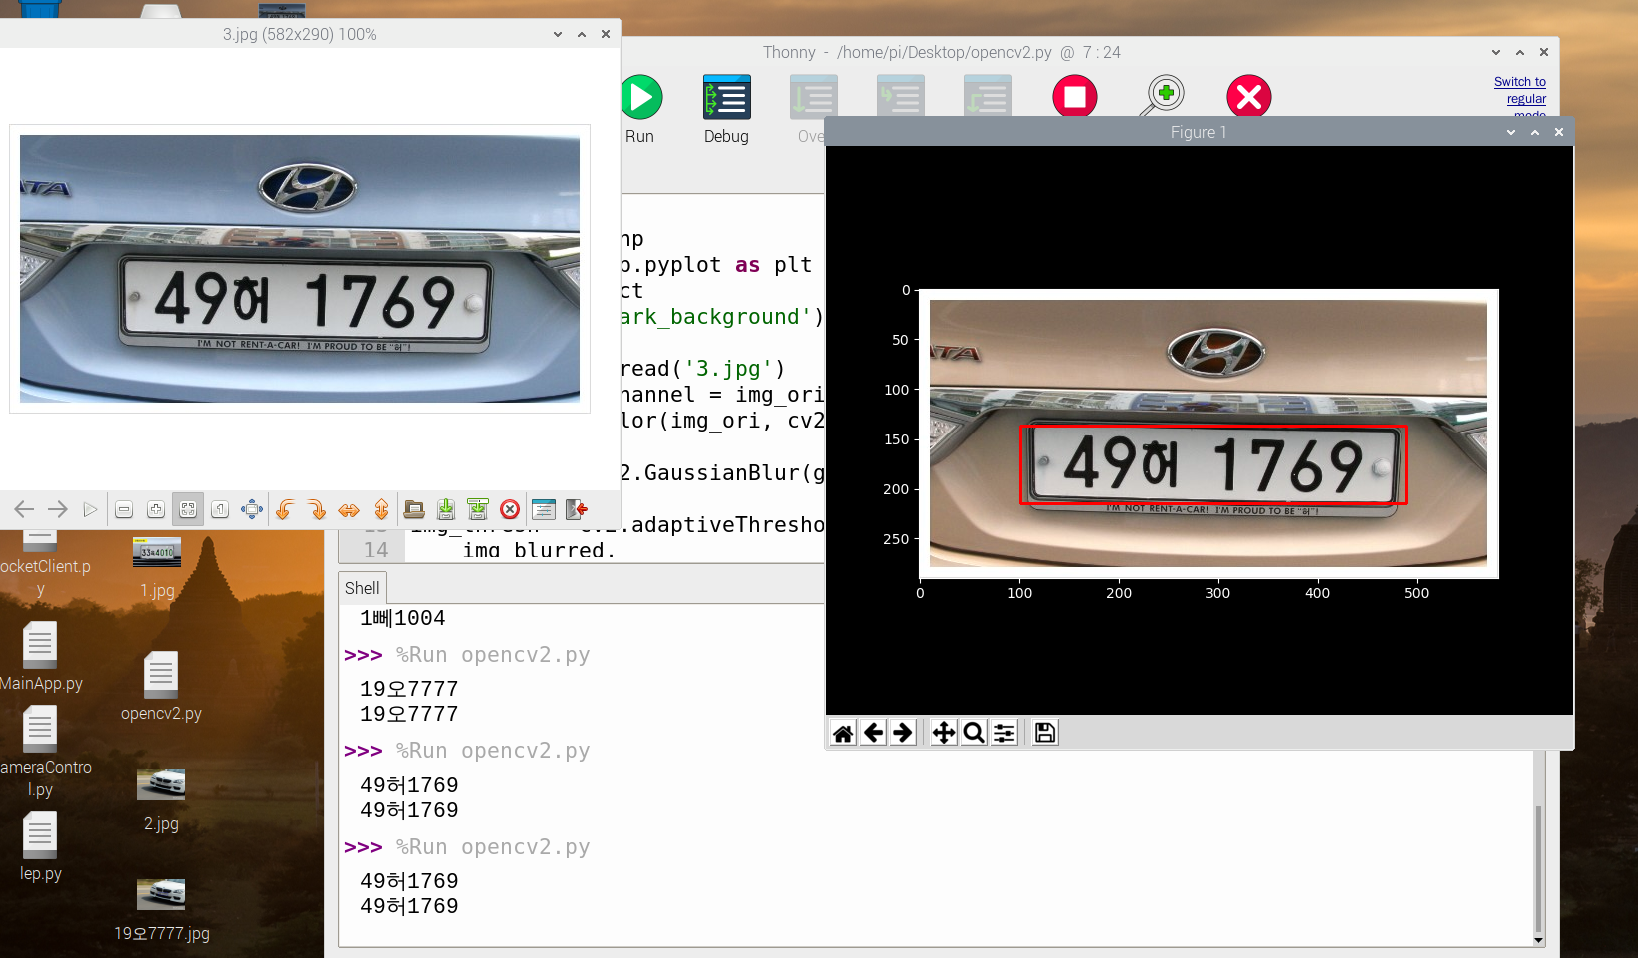 3.jpg (582x290) 100%
ATA
49허 1769
I'M NOT RENT-A-CAR! I'M PROUD TO BE "허"!
Thonny - /home/pi/Desktop/opencv2.py @ 7 : 24
Switch to
regular
mode
Run
Debug
Ove
np
b.pyplot as plt
ct
ark_background')
read('3.jpg')
hannel = img_ori
lor(img_ori, cv2
2.GaussianBlur(g
img_thresh = cv2.adaptiveThresho
14 img_blurred,
Figure 1
0
50
100
150
200
250
0 100 200 300 400 500
ATA
49허 1769
I'M NOT RENT-A-CAR! I'M PROUD TO BE "허"!
Shell
1뻬1004
>>> %Run opencv2.py
19오7777
19오7777
>>> %Run opencv2.py
49허1769
49허1769
>>> %Run opencv2.py
49허1769
49허1769
ocketClient.p
y
1.jpg
MainApp.py
opencv2.py
ameraContro
l.py
2.jpg
lep.py
19오7777.jpg